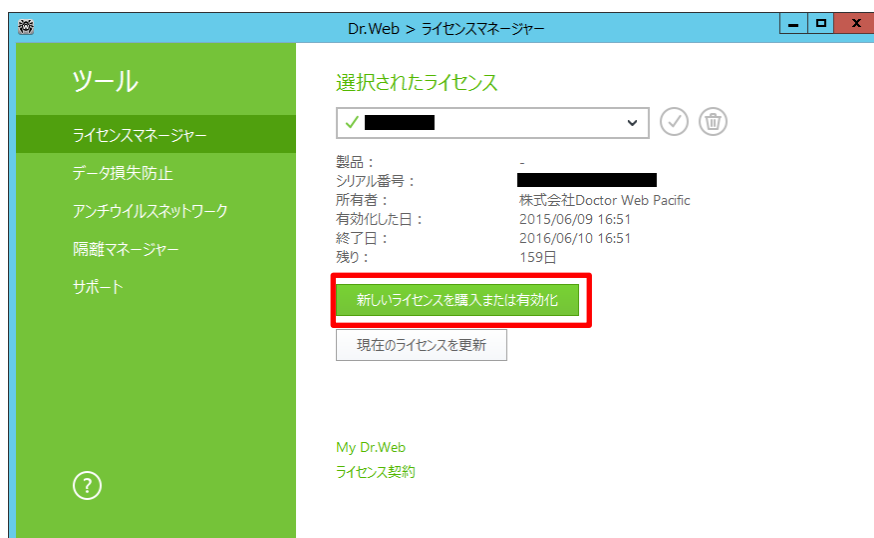 Dr.Web > ライセンスマネージャー
ツール
ライセンスマネージャー
データ損失防止
アンチウイルスネットワーク
隔離マネージャー
サポート
選択されたライセンス
製品： -
シリアル番号：
所有者： 株式会社Doctor Web Pacific
有効化した日： 2015/06/09 16:51
終了日： 2016/06/10 16:51
残り： 159日
新しいライセンスを購入または有効化
現在のライセンスを更新
My Dr.Web
ライセンス契約
?